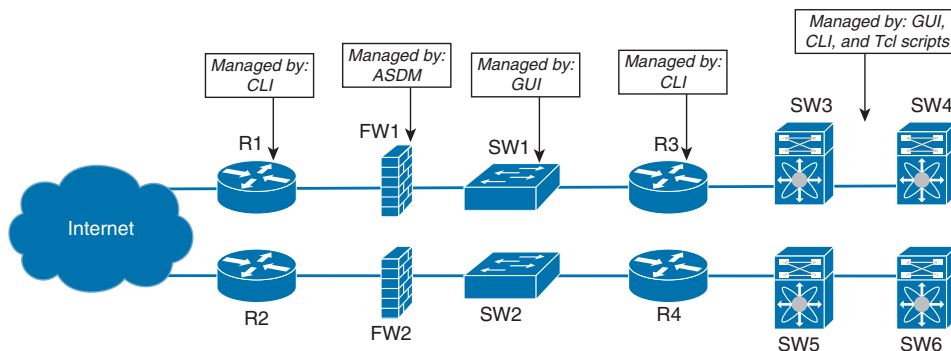 Managed by:
CLI
Managed by:
ASDM
Managed by:
GUI
Managed by:
CLI
Managed by: GUI,
CLI, and Tcl scripts
R1
FW1
SW1
R3
SW3
SW4
Internet
R2
FW2
SW2
R4
SW5
SW6